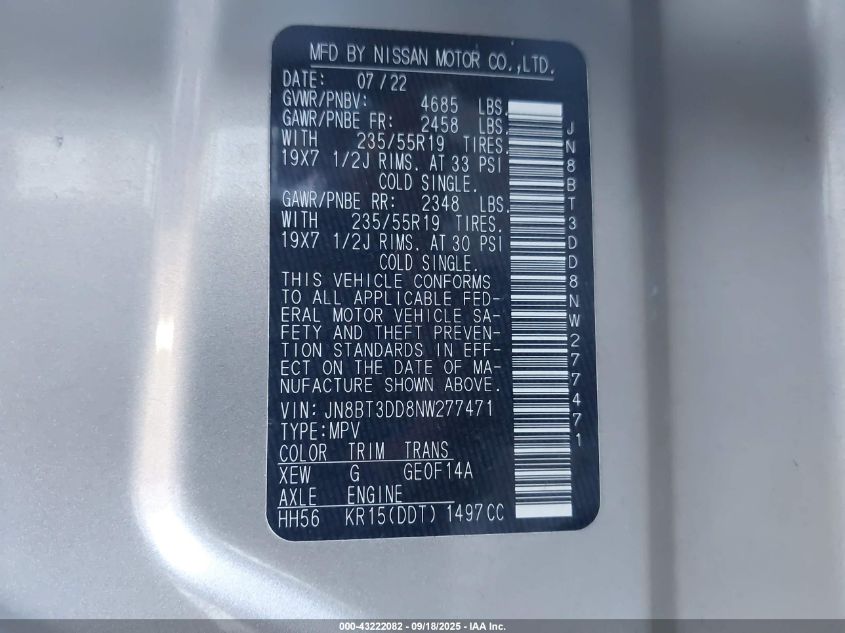 MFD BY NISSAN MOTOR CO.,LTD.
DATE: 07/22
GVWR/PNBV: 4685 LBS.
GAWR/PNBE FR: 2458 LBS.
WITH 235/55R19 TIRES.
19X7 1/2J RIMS. AT 33 PSI
COLD SINGLE.
GAWR/PNBE RR: 2348 LBS.
WITH 235/55R19 TIRES.
19X7 1/2J RIMS. AT 30 PSI
COLD SINGLE.
THIS VEHICLE CONFORMS
TO ALL APPLICABLE FED-
ERAL MOTOR VEHICLE SA-
FETY AND THEFT PREVEN-
TION STANDARDS IN EFF-
ECT ON THE DATE OF MA-
NUFACTURE SHOWN ABOVE.
VIN: JN8BT3DD8NW277471
TYPE:MPV
COLOR TRIM TRANS
XEW G GE0F14A
AXLE ENGINE
HH56 KR15(DDT) 1497CC
JN8BT3DD8NW277471
000-43222082 - 09/18/2025 - IAA Inc.